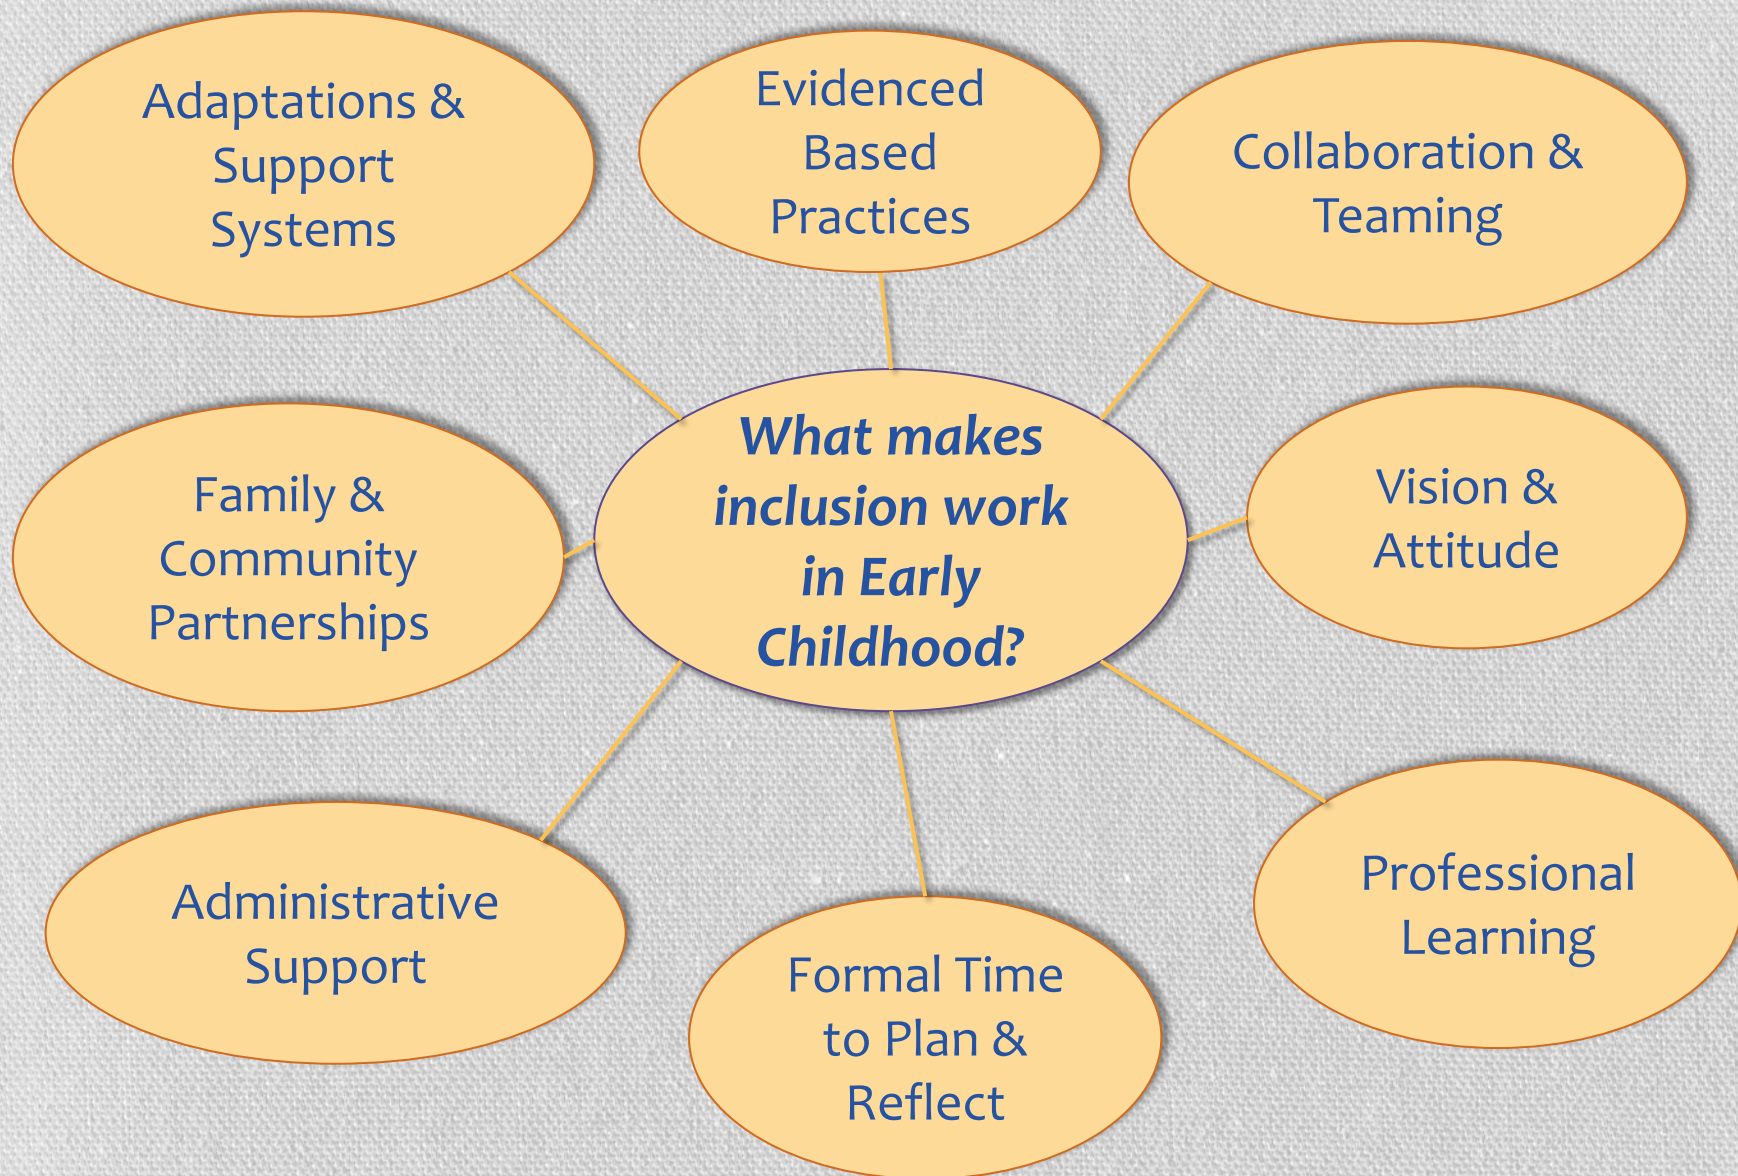 Adaptations &
Support
Systems
Evidenced
Based
Practices
Collaboration &
Teaming
What makes
inclusion work
in Early
Childhood?
Family &
Community
Partnerships
Vision &
Attitude
Administrative
Support
Formal Time
to Plan &
Reflect
Professional
Learning